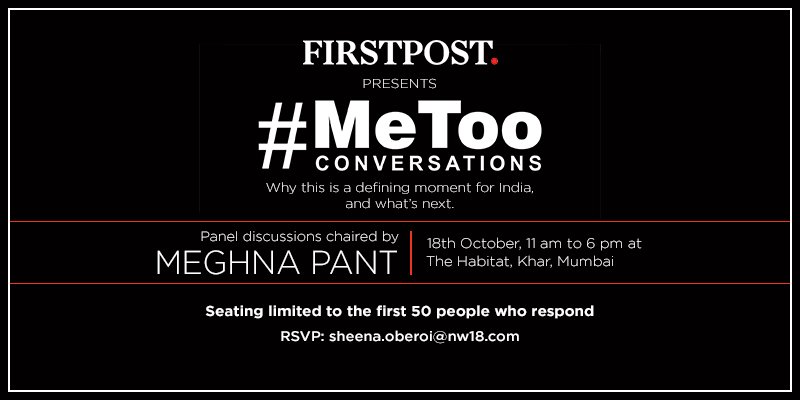 FIRSTPOST.
PRESENTS
#MeToo
CONVERSATIONS
Why this is a defining moment for India,
and what's next.
Panel discussions chaired by
MEGHNA PANT
18th October, 11 am to 6 pm at
The Habitat, Khar, Mumbai
Seating limited to the first 50 people who respond
RSVP: sheena.oberoi@nw18.com